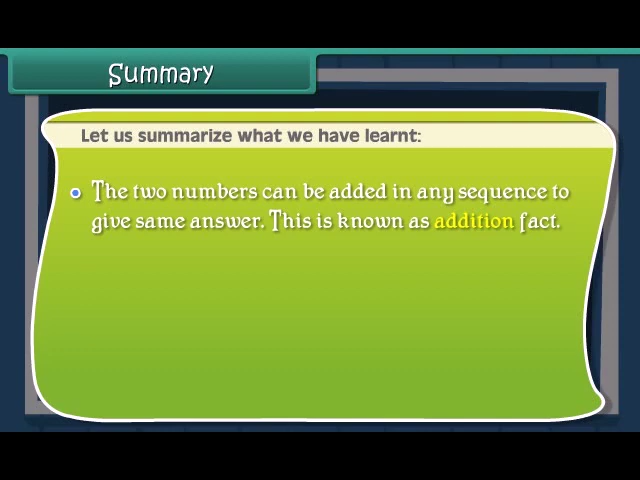 Summary
Let us summarize what we have learnt:
The two numbers can be added in any sequence to
give same answer. This is known as addition fact.